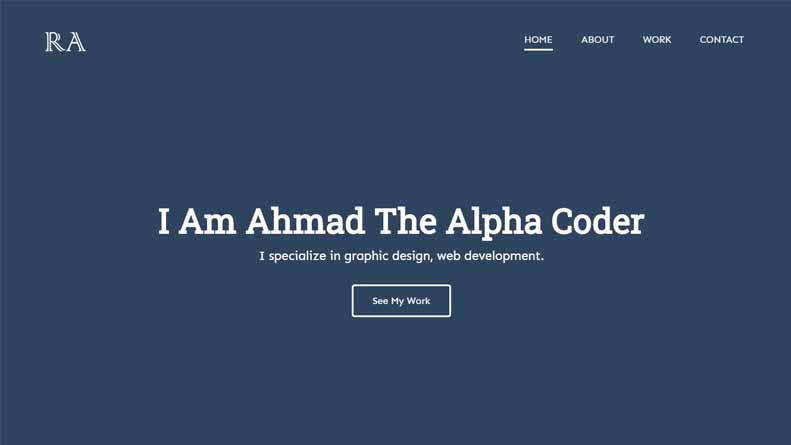 RA
HOME ABOUT WORK CONTACT
I Am Ahmad The Alpha Coder
I specialize in graphic design, web development.
See My Work